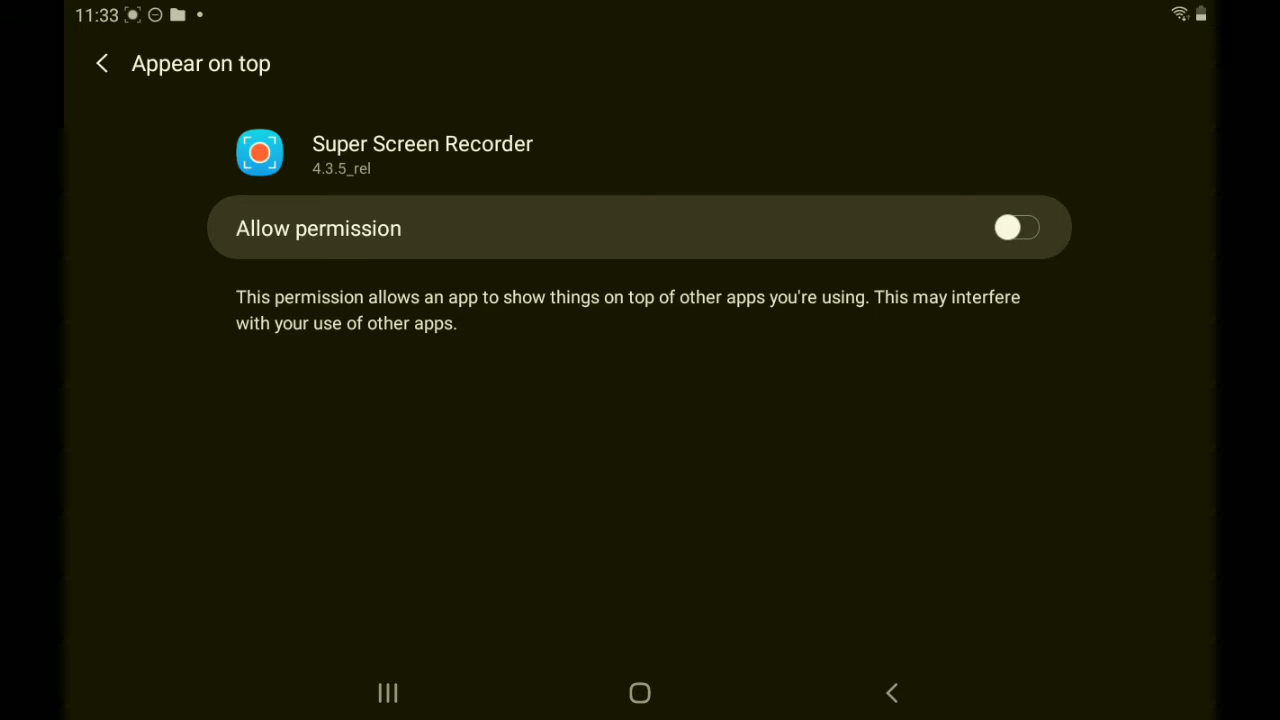 11:33
Appear on top
Super Screen Recorder
4.3.5_rel
Allow permission
This permission allows an app to show things on top of other apps you're using. This may interfere
with your use of other apps.